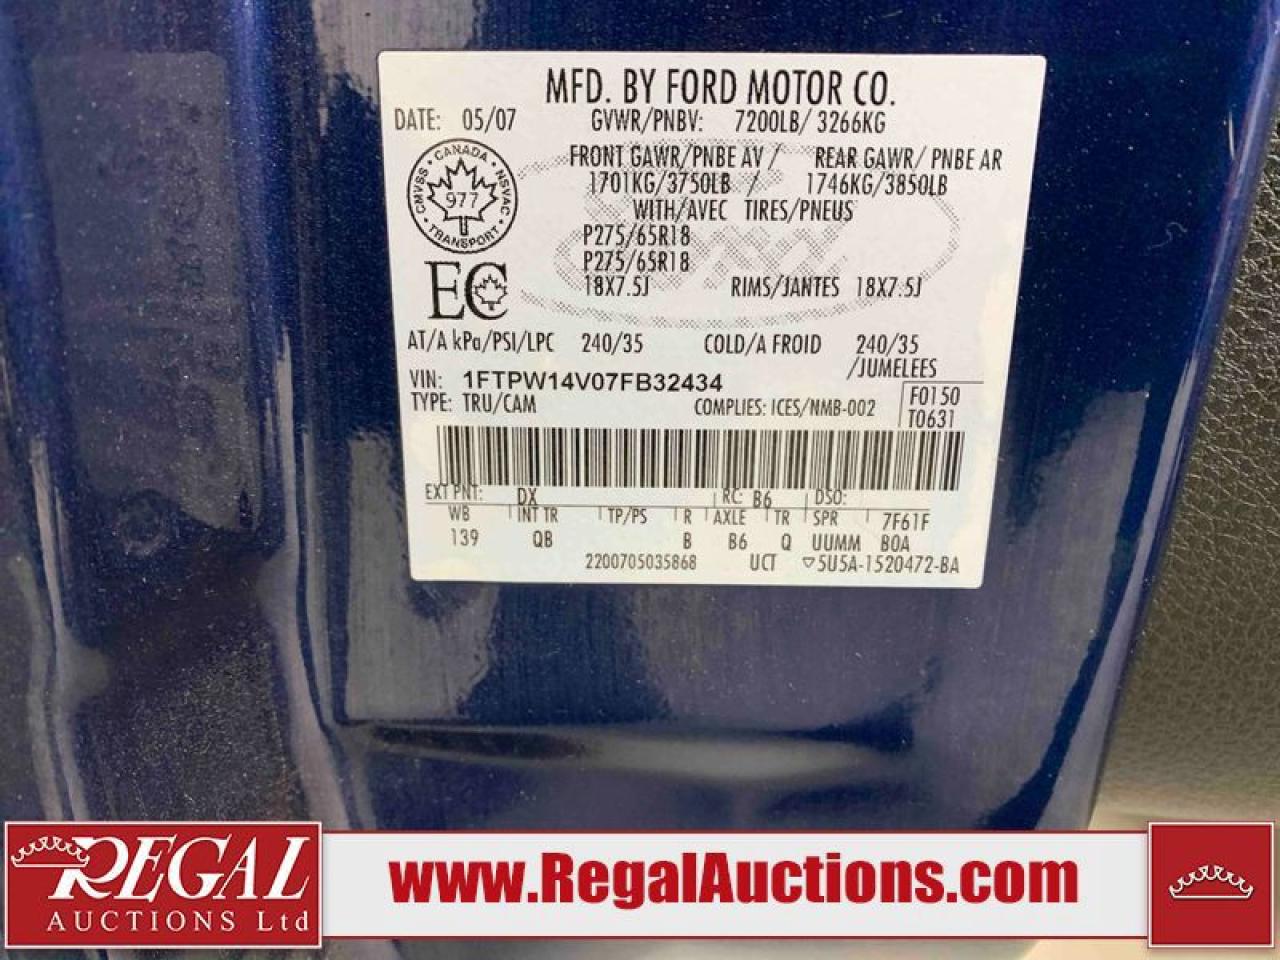 MFD. BY FORD MOTOR CO.
DATE: 05/07 GVWR/PNBV: 7200LB/ 3266KG
FRONT GAWR/PNBE AV / REAR GAWR/ PNBE AR
1701KG/3750LB / 1746KG/3850LB
WITH/AVEC TIRES/PNEUS
P275/65R18
P275/65R18
18X7.5J RIMS/JANTES 18X7.5J
CANADA
CMVSS NSVAC
977
TRANSPORT
EC
AT/A kPa/PSI/LPC 240/35 COLD/A FROID 240/35
/JUMELEES
VIN: 1FTPW14V07FB32434
TYPE: TRU/CAM COMPLIES: ICES/NMB-002
F0150
T0631
EXT PNT: DX RC: B6 DSO:
WB INT TR TP/PS R AXLE TR SPR 7F61F
139 QB B B6 Q UUMM BOA
2200705035868 UCT ▽5U5A-1520472-BA
REGAL
AUCTIONS Ltd
www.RegalAuctions.com